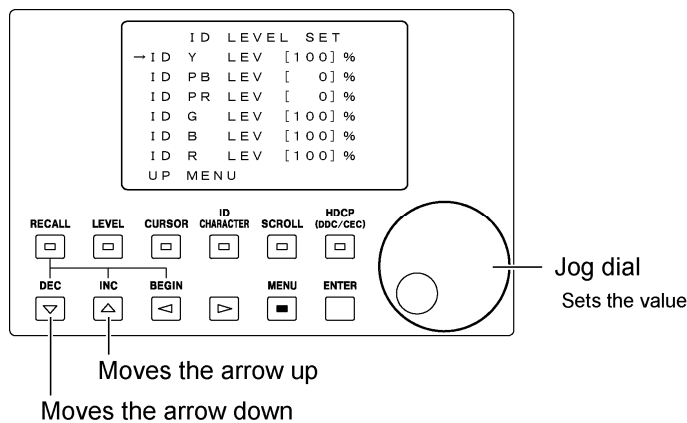 ID LEVEL SET
→ID Y LEV [100]%
ID PB LEV [ 0]%
ID PR LEV [ 0]%
ID G LEV [100]%
ID B LEV [100]%
ID R LEV [100]%
UP MENU
RECALL LEVEL CURSOR ID CHARACTER SCROLL HDCP (DDC/CEC)
DEC INC BEGIN MENU ENTER
Jog dial
Sets the value
Moves the arrow up
Moves the arrow down